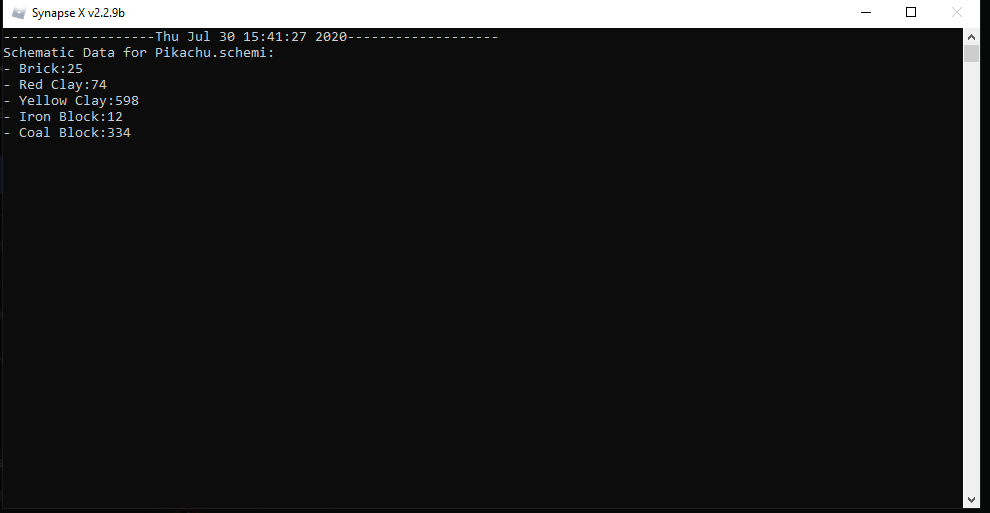 Synapse X v2.2.9b
-------------------Thu Jul 30 15:41:27 2020-------------------
Schematic Data for Pikachu.schemi:
- Brick:25
- Red Clay:74
- Yellow Clay:598
- Iron Block:12
- Coal Block:334